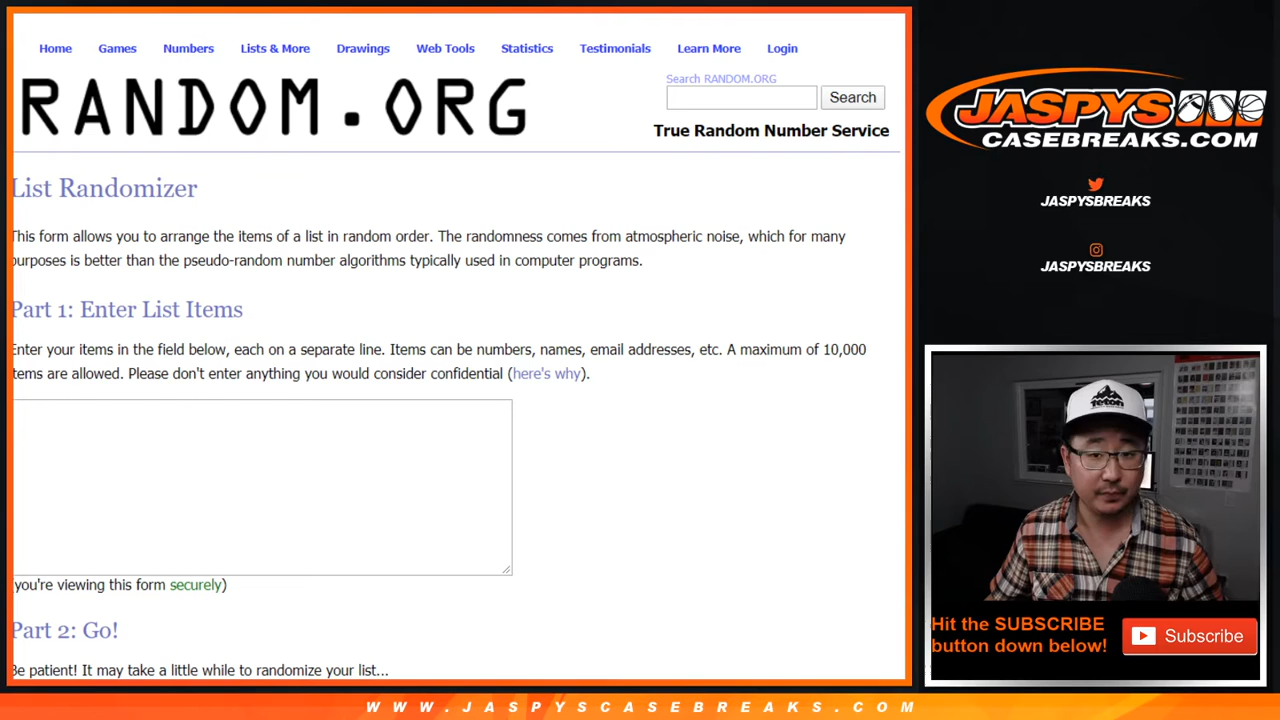 Home Games Numbers Lists & More Drawings Web Tools Statistics Testimonials Learn More Login
RANDOM.ORG
Search RANDOM.ORG
Search
True Random Number Service
List Randomizer
This form allows you to arrange the items of a list in random order. The randomness comes from atmospheric noise, which for many
purposes is better than the pseudo-random number algorithms typically used in computer programs.
Part 1: Enter List Items
Enter your items in the field below, each on a separate line. Items can be numbers, names, email addresses, etc. A maximum of 10,000
items are allowed. Please don't enter anything you would consider confidential (here's why).
(you're viewing this form securely)
Part 2: Go!
Be patient! It may take a little while to randomize your list...
JASPYS
CASEBREAKS.COM
JASPYSBREAKS
JASPYSBREAKS
Teton
Hit the SUBSCRIBE
button down below!
Subscribe
WWW.JASPYSCASEBREAKS.COM